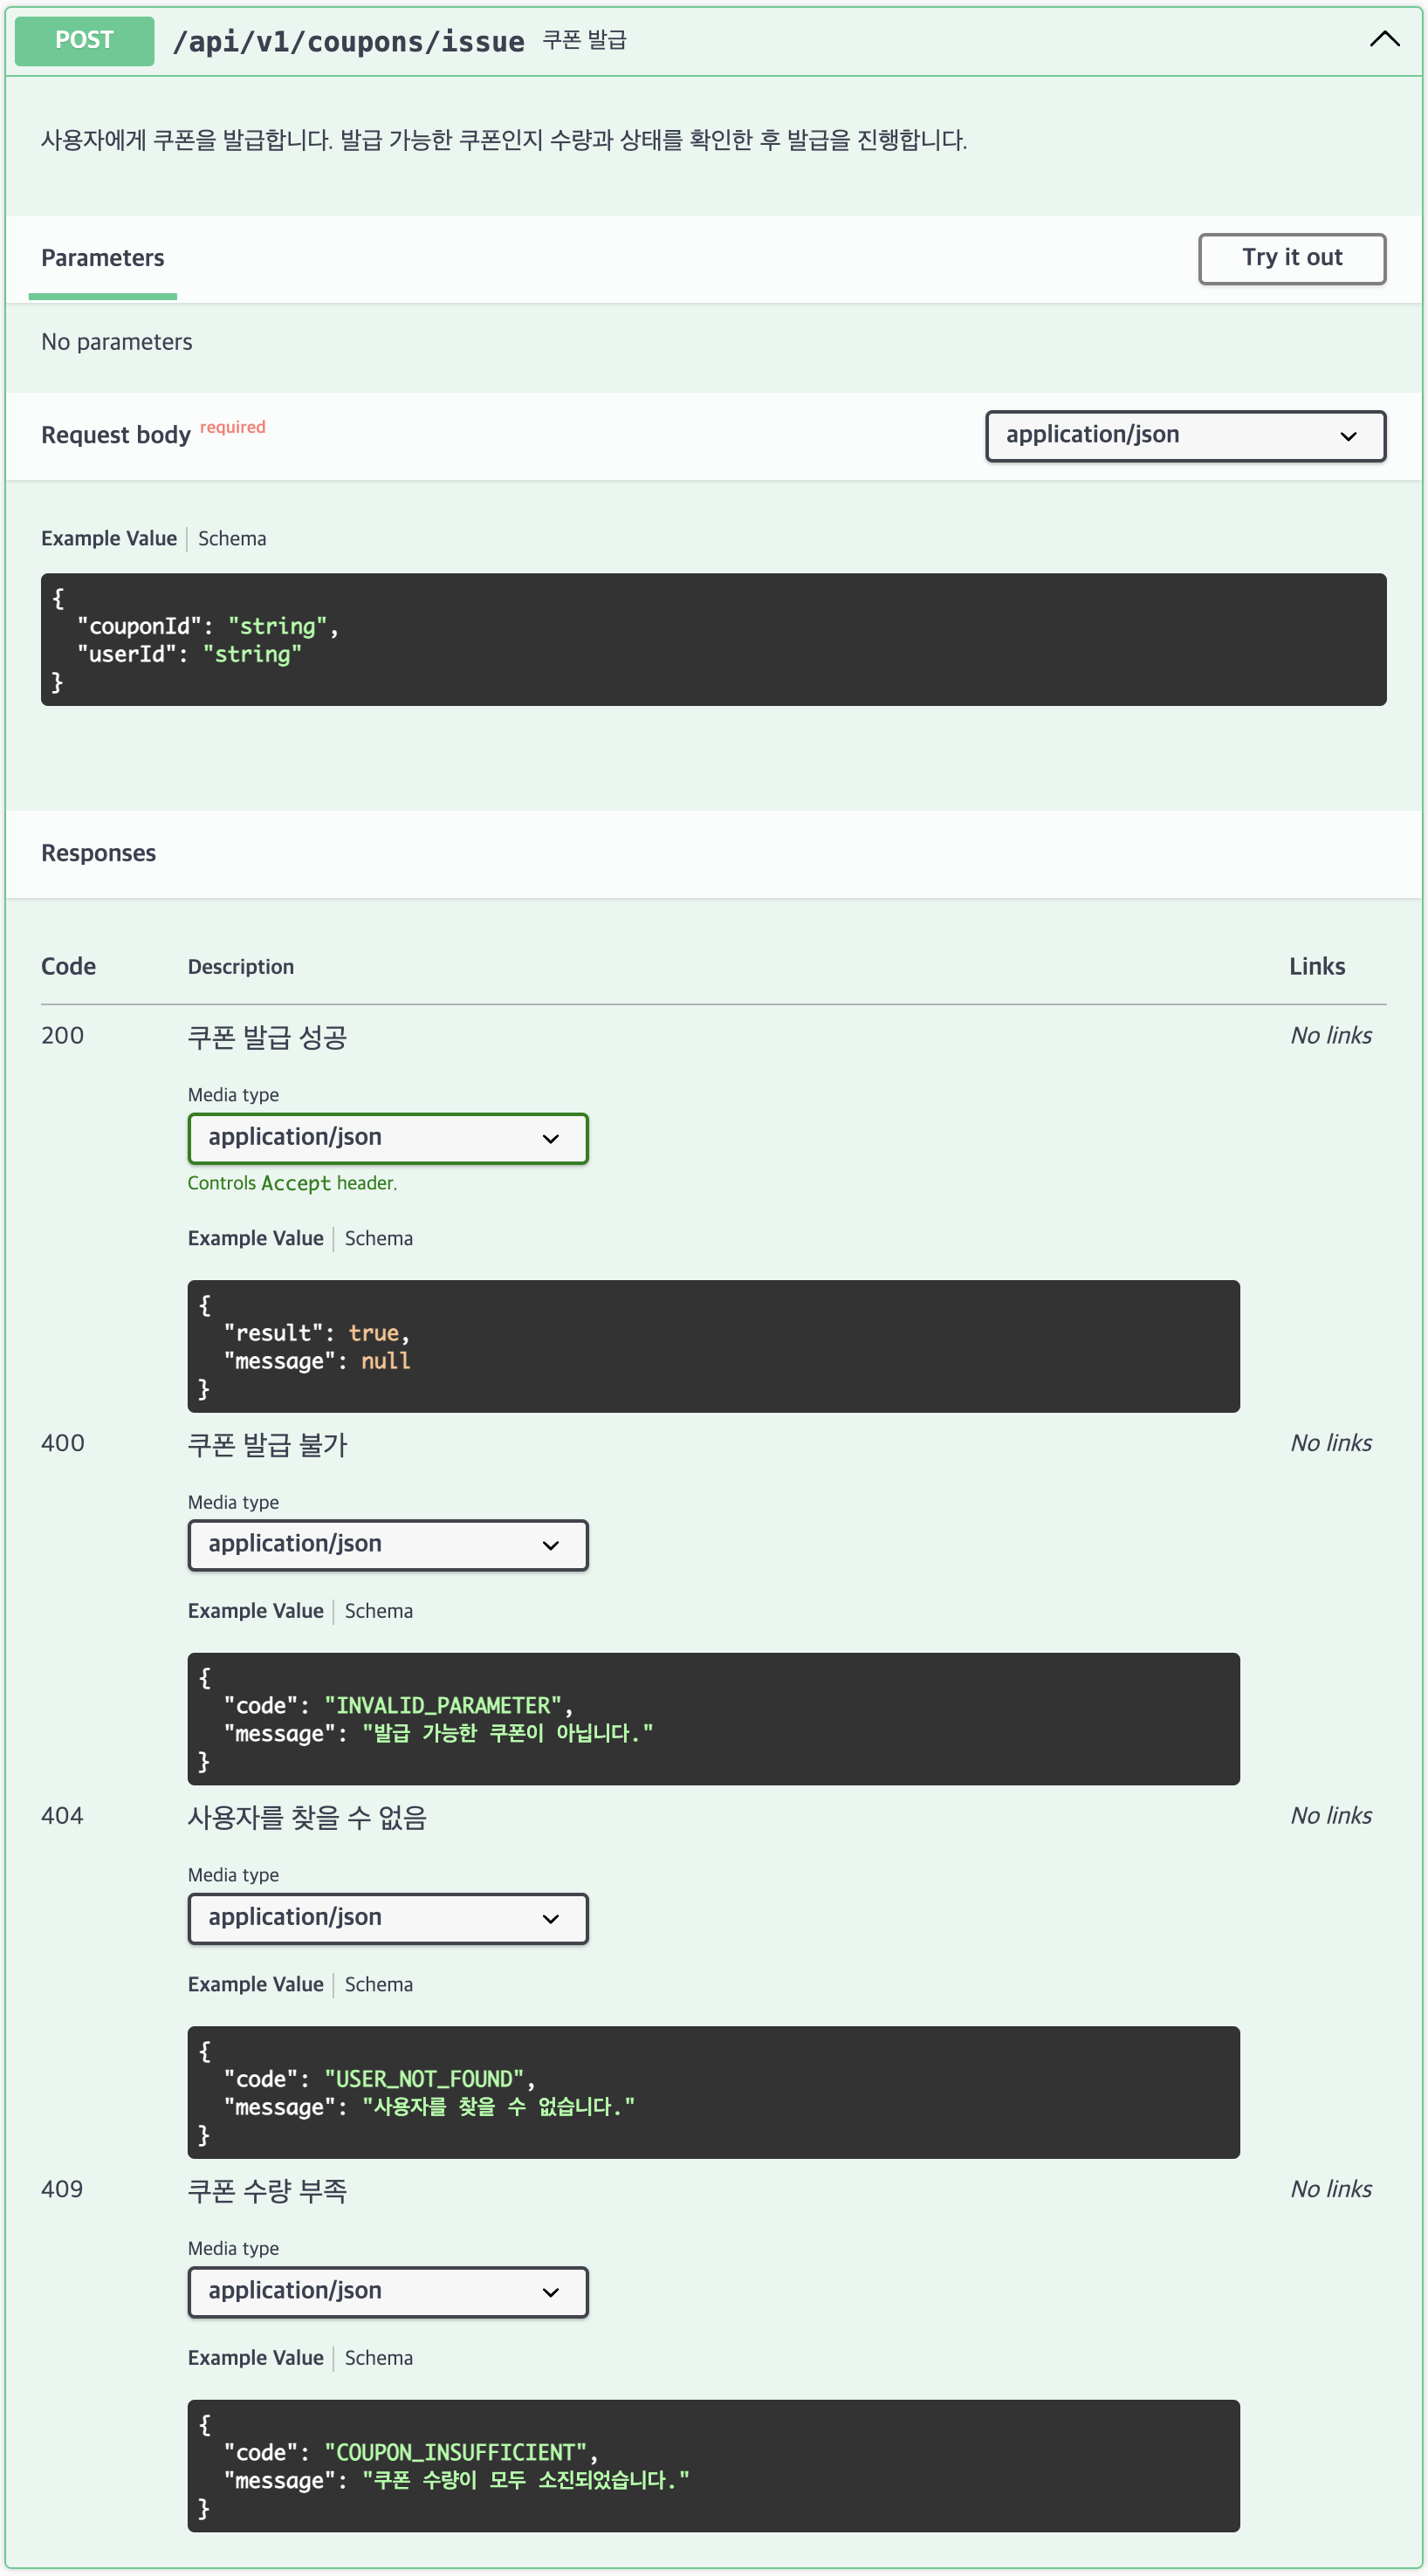 POST /api/v1/coupons/issue 쿠폰 발급
사용자에게 쿠폰을 발급합니다. 발급 가능한 쿠폰인지 수량과 상태를 확인한 후 발급을 진행합니다.
Parameters Try it out
No parameters
Request body required application/json
Example Value Schema
{
"couponId": "string",
"userId": "string"
}
Responses
Code Description Links
200 쿠폰 발급 성공 No links
Media type
application/json
Controls Accept header.
Example Value Schema
{
"result": true,
"message": null
}
400 쿠폰 발급 불가 No links
Media type
application/json
Example Value Schema
{
"code": "INVALID_PARAMETER",
"message": "발급 가능한 쿠폰이 아닙니다."
}
404 사용자를 찾을 수 없음 No links
Media type
application/json
Example Value Schema
{
"code": "USER_NOT_FOUND",
"message": "사용자를 찾을 수 없습니다."
}
409 쿠폰 수량 부족 No links
Media type
application/json
Example Value Schema
{
"code": "COUPON_INSUFFICIENT",
"message": "쿠폰 수량이 모두 소진되었습니다."
}